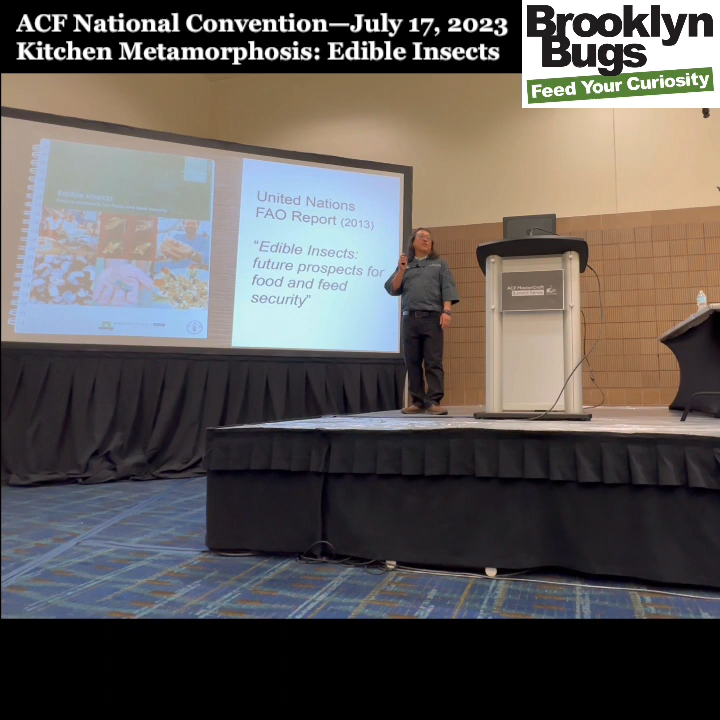 ACF National Convention—July 17, 2023
Kitchen Metamorphosis: Edible Insects
Brooklyn
Bugs
Feed Your Curiosity
Edible insects
United Nations
FAO Report (2013)
"Edible Insects:
future prospects for
food and feed
security"